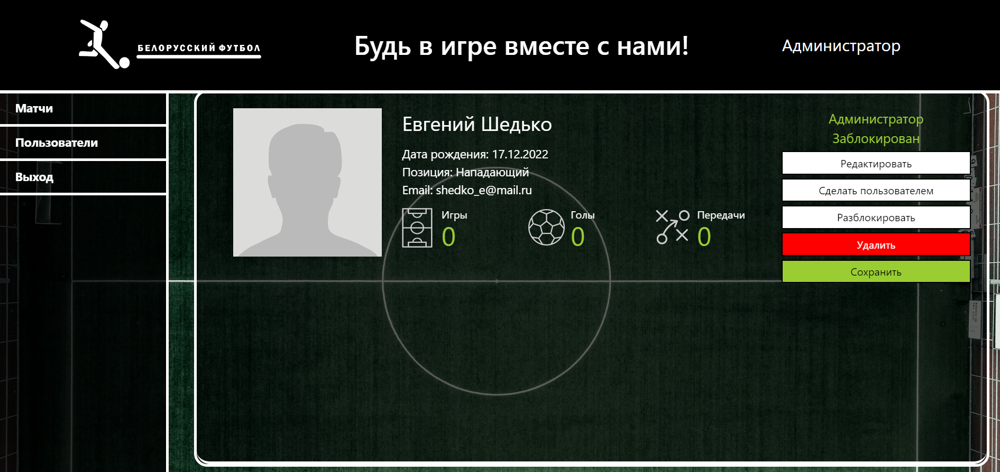 БЕЛОРУССКИЙ ФУТБОЛ
Будь в игре вместе с нами!
Администратор
Матчи
Пользователи
Выход
Евгений Шедько
Дата рождения: 17.12.2022
Позиция: Нападающий
Email: shedko_e@mail.ru
Игры
0
Голы
0
Передачи
0
Администратор
Заблокирован
Редактировать
Сделать пользователем
Разблокировать
Удалить
Сохранить